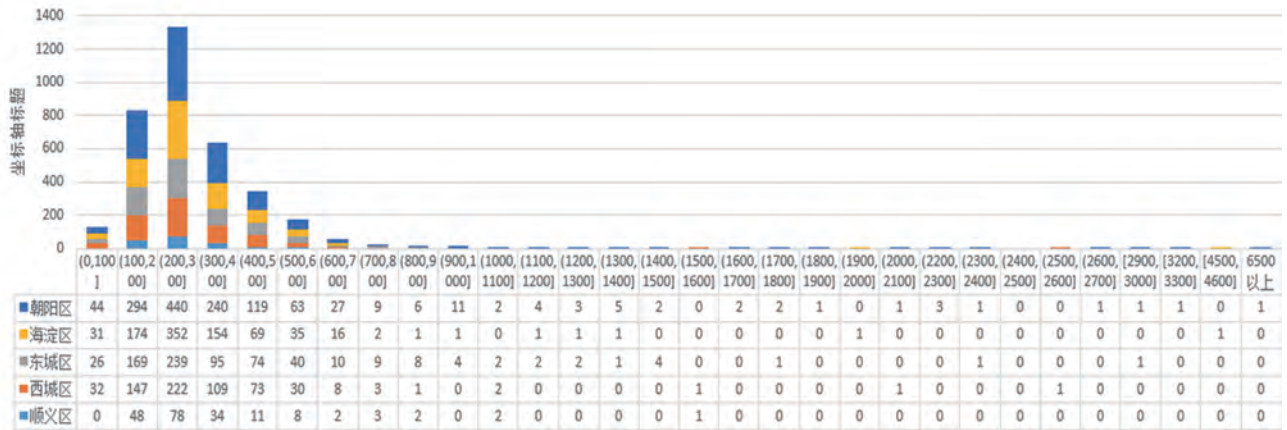 1400
1200
1000
800
600
400
200
0
坐标轴标题
(0,100] (100,200] (200,300] (300,400] (400,500] (500,600] (600,700] (700,800] (800,900] (900,1000] (1000,1100] (1100,1200] (1200,1300] (1300,1400] (1400,1500] (1500,1600] (1600,1700] (1700,1800] (1800,1900] (1900,2000] (2000,2100] (2200,2300] (2300,2400] (2400,2500] (2500,2600] (2600,2700] (2900,3000] [3200,3300] [4500,4600] 6500以上
朝阳区 44 294 440 240 119 63 27 9 6 11 2 4 3 5 2 0 2 2 1 0 1 3 1 0 0 1 1 1 0 1
海淀区 31 174 352 154 69 35 16 2 1 1 0 1 1 1 0 0 0 0 0 1 0 0 0 0 0 0 0 0 1 0
东城区 26 169 239 95 74 40 10 9 8 4 2 2 2 1 4 0 0 1 0 0 0 0 1 0 0 0 1 0 0 0
西城区 32 147 222 109 73 30 8 3 1 0 2 0 0 0 0 1 0 0 0 0 1 0 0 0 1 0 0 0 0 0
顺义区 0 48 78 34 11 8 2 3 2 0 2 0 0 0 0 1 0 0 0 0 0 0 0 0 0 0 0 0 0 0